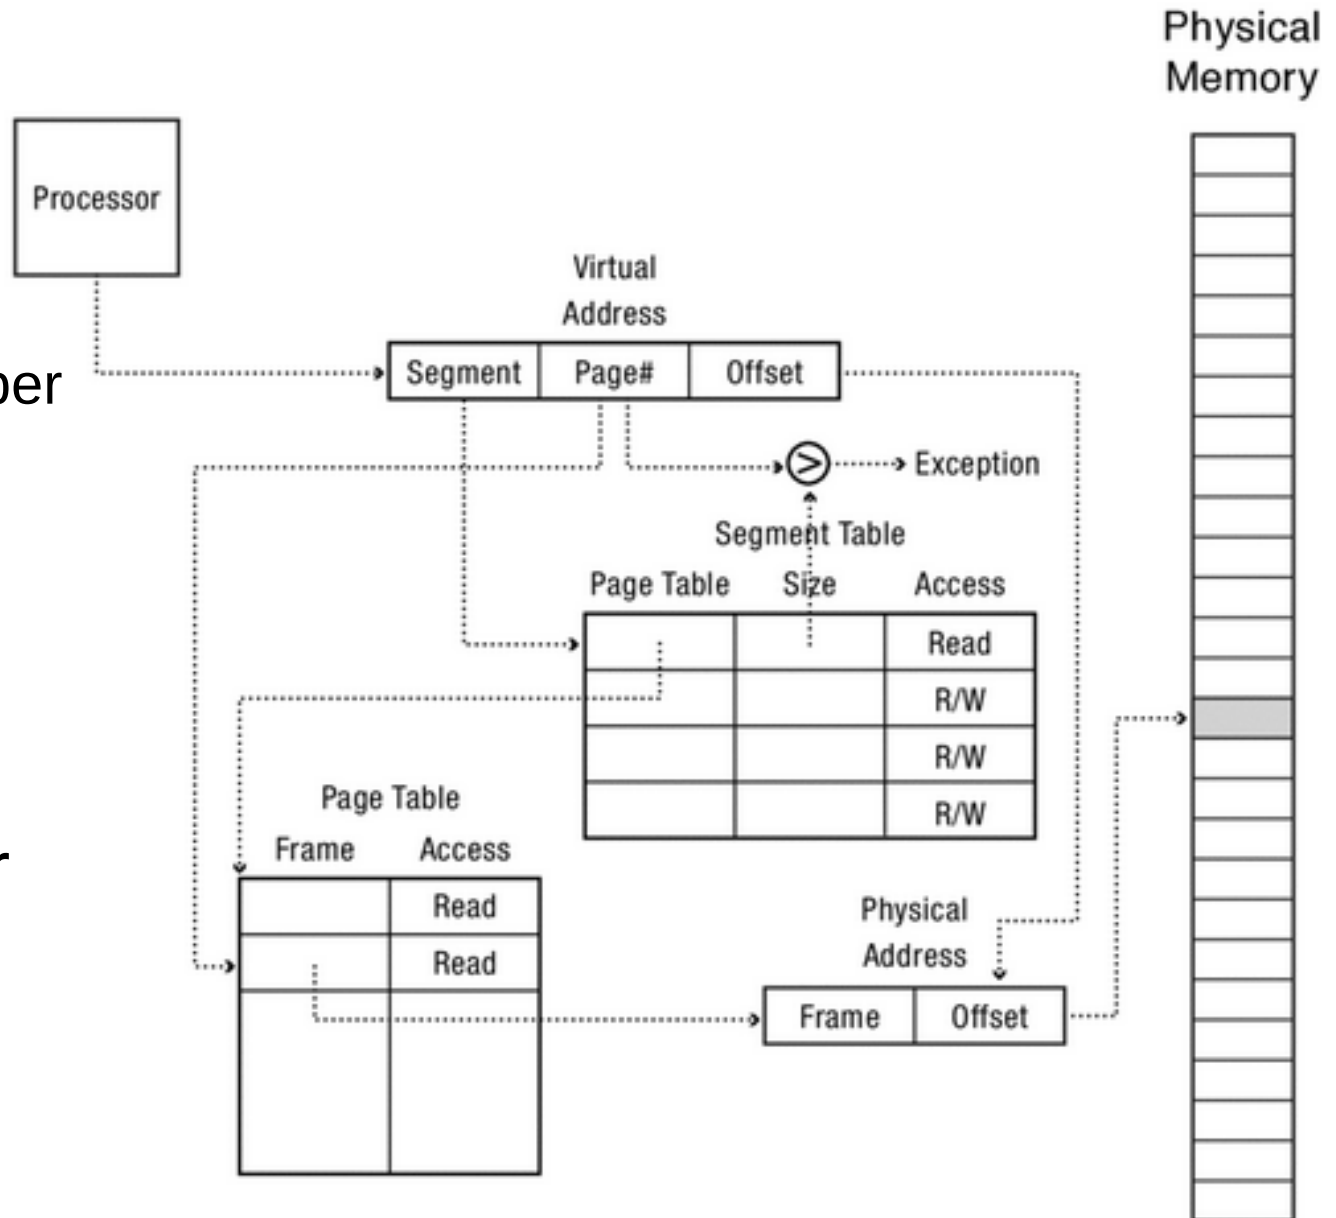 Physical
Memory
Processor
Virtual
Address
Segment Page# Offset
> Exception
Segment Table
Page Table Size Access
Read
R/W
R/W
R/W
Page Table
Frame Access
Read
Read
Physical
Address
Frame Offset